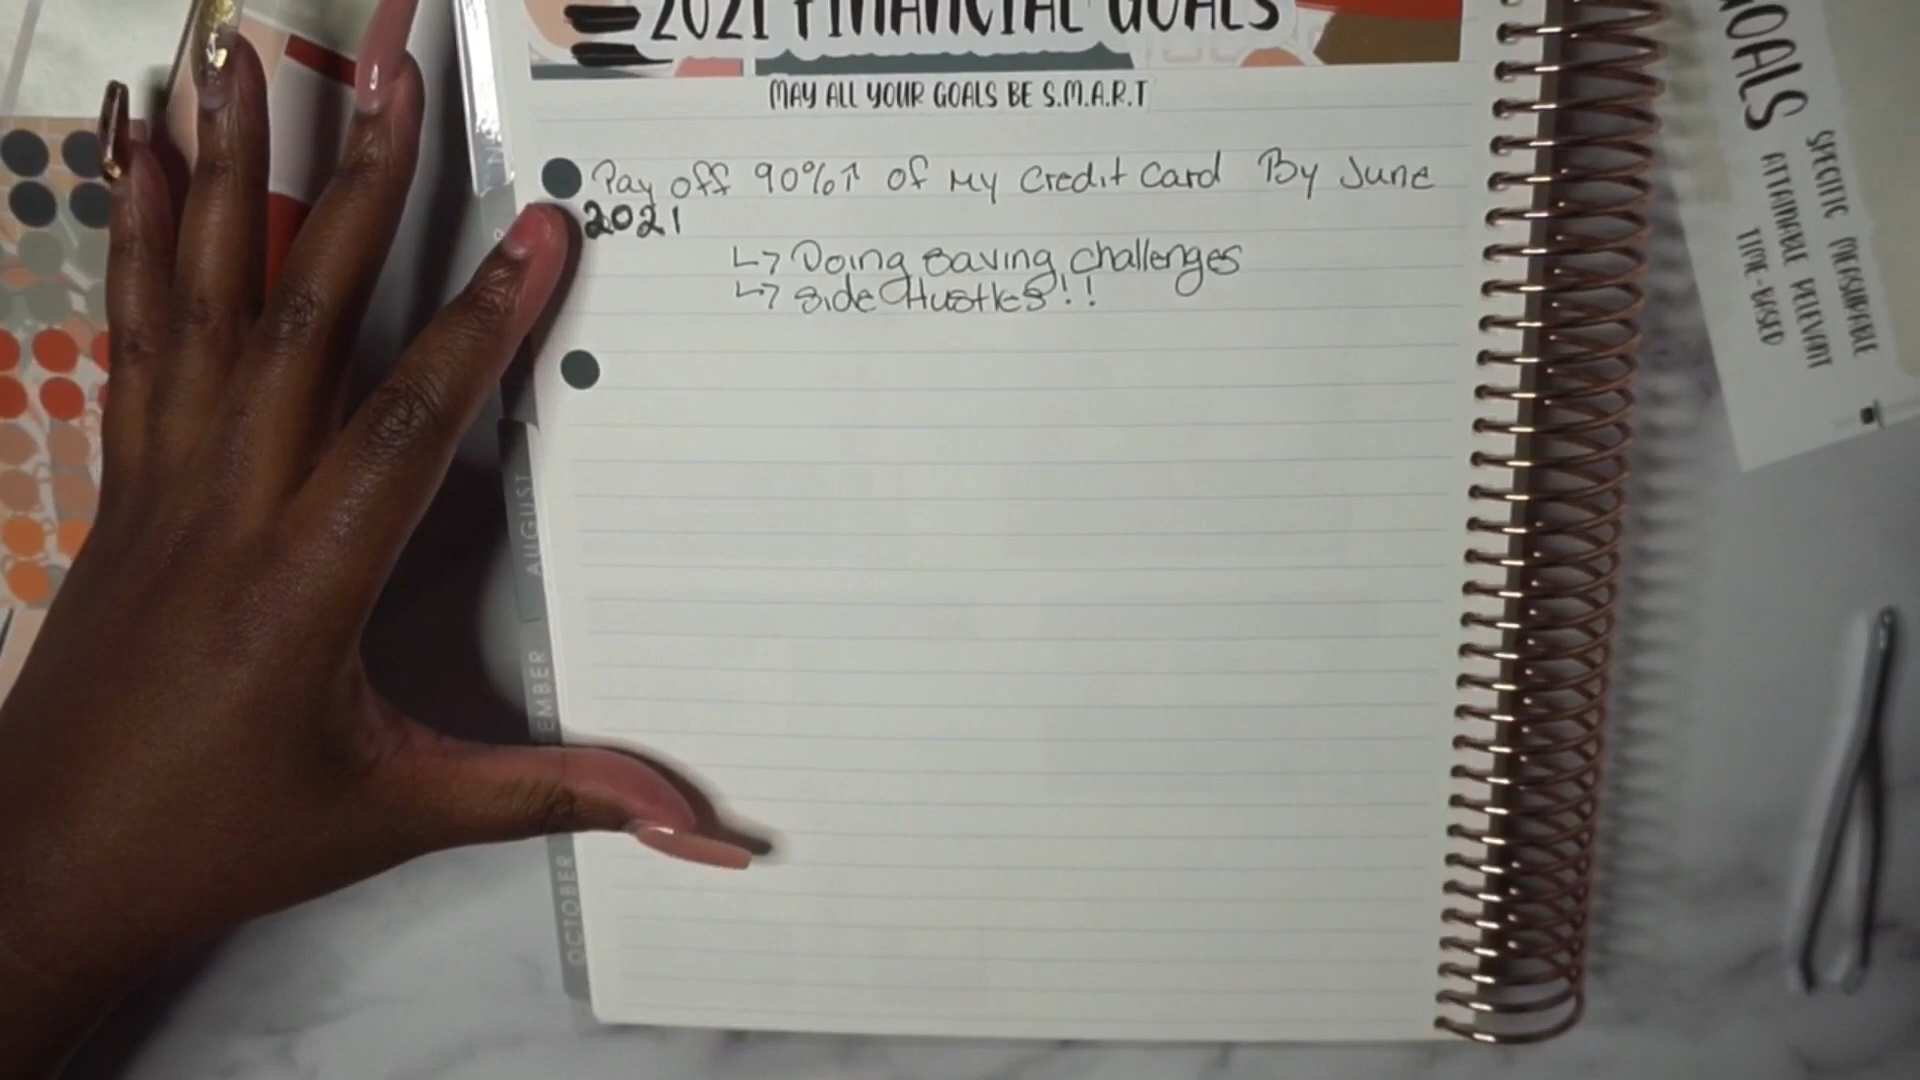 2021 FINANCIAL GOALS
MAY ALL YOUR GOALS BE S.M.A.R.T
Pay off 90%↑ of My Credit Card By June
2021
↳ Doing saving challenges
↳ Side Hustles!!
GOALS
SPECIFIC MEASURABLE
ATTAINABLE RELEVANT
TIME-BASED
AUGUST
EMBER
OCTOBER